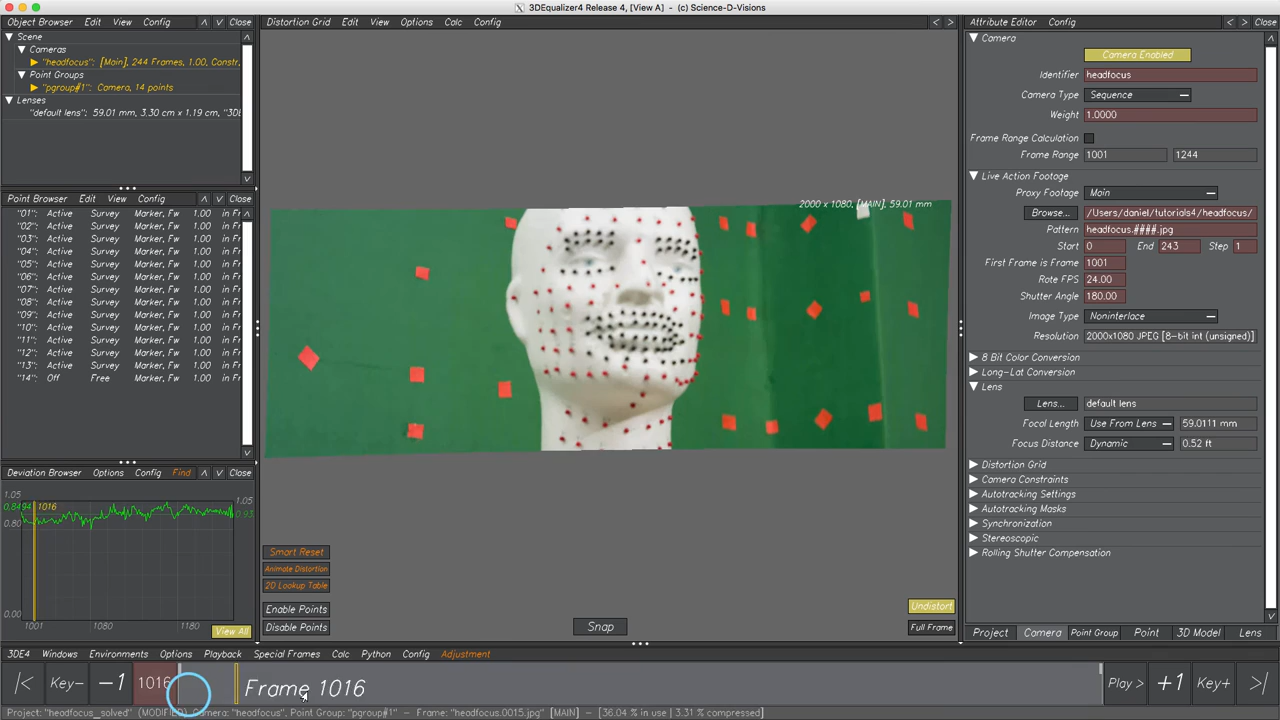 3DEqualizer4 Release 4, [View A] - (c) Science-D-Visions
Object Browser Edit View Config Close
Scene
Cameras
"headfocus": [Main], 244 Frames, 1.00, Constr,
Point Groups
"pgroup#1": Camera, 14 points
Lenses
"default lens": 59.01 mm, 3.30 cm x 1.19 cm, "3DE
Point Browser Edit View Config Close
"01": Active Survey Marker, Fw 1.00 in Fr
"02": Active Survey Marker, Fw 1.00 in Fr
"03": Active Survey Marker, Fw 1.00 in Fr
"04": Active Survey Marker, Fw 1.00 in Fr
"06": Active Survey Marker, Fw 1.00 in Fr
"07": Active Survey Marker, Fw 1.00 in Fr
"08": Active Survey Marker, Fw 1.00 in Fr
"09": Active Survey Marker, Fw 1.00 in Fr
"10": Active Survey Marker, Fw 1.00 in Fr
"11": Active Survey Marker, Fw 1.00 in Fr
"12": Active Survey Marker, Fw 1.00 in Fr
"13": Active Survey Marker, Fw 1.00 in Fr
"14": Off Free Marker, Fw 1.00 in Fr
Deviation Browser Options Config Find Close
1.05
0.8494
0.80
0.00
1016
1.05
0.93
1001 1080 1180
View All
Distortion Grid Edit View Options Calc Config
2000 x 1080, [MAIN], 59.01 mm
Smart Reset
Animate Distortion
2D Lookup Table
Enable Points
Disable Points
Snap
Undistort
Full Frame
Attribute Editor Config Close
Camera
Camera Enabled
Identifier headfocus
Camera Type Sequence
Weight 1.0000
Frame Range Calculation
Frame Range 1001 1244
Live Action Footage
Proxy Footage Main
Browse... /Users/daniel/tutorials4/headfocus/
Pattern headfocus.####.jpg
Start 0 End 243 Step 1
First Frame is Frame 1001
Rate FPS 24.00
Shutter Angle 180.00
Image Type Noninterlace
Resolution 2000x1080 JPEG [8-bit int (unsigned)]
8 Bit Color Conversion
Long-Lat Conversion
Lens
Lens... default lens
Focal Length Use From Lens 59.0111 mm
Focus Distance Dynamic 0.52 ft
Distortion Grid
Camera Constraints
Autotracking Settings
Autotracking Masks
Synchronization
Stereoscopic
Rolling Shutter Compensation
Project Camera Point Group Point 3D Model Lens
3DE4 Windows Environments Options Playback Special Frames Calc Python Config Adjustment
|< Key- -1 1016 Frame 1016 Play > +1 Key+ >|
Project: "headfocus_solved" (MODIFIED), Camera: "headfocus", Point Group: "pgroup#1" - Frame: "headfocus.0015.jpg" [MAIN] - [36.04 % in use | 3.31 % compressed]